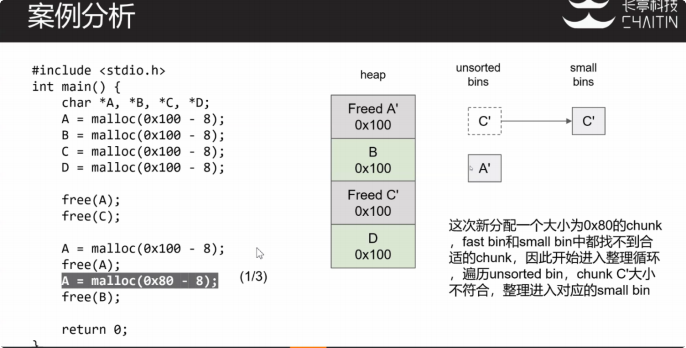 案例分析
长亭科技
CHAITIN
#include <stdio.h>
int main() {
char *A, *B, *C, *D;
A = malloc(0x100 - 8);
B = malloc(0x100 - 8);
C = malloc(0x100 - 8);
D = malloc(0x100 - 8);
free(A);
free(C);
A = malloc(0x100 - 8);
free(A);
A = malloc(0x80 - 8);
(1/3)
free(B);
return 0;
}
heap
Freed A'
0x100
B
0x100
Freed C'
0x100
D
0x100
unsorted
bins
small
bins
C'
C'
A'
这次新分配一个大小为0x80的chunk
，fast bin和small bin中都找不到合
适的chunk，因此开始进入整理循环
，遍历unsorted bin，chunk C'大小
不符合，整理进入对应的small bin